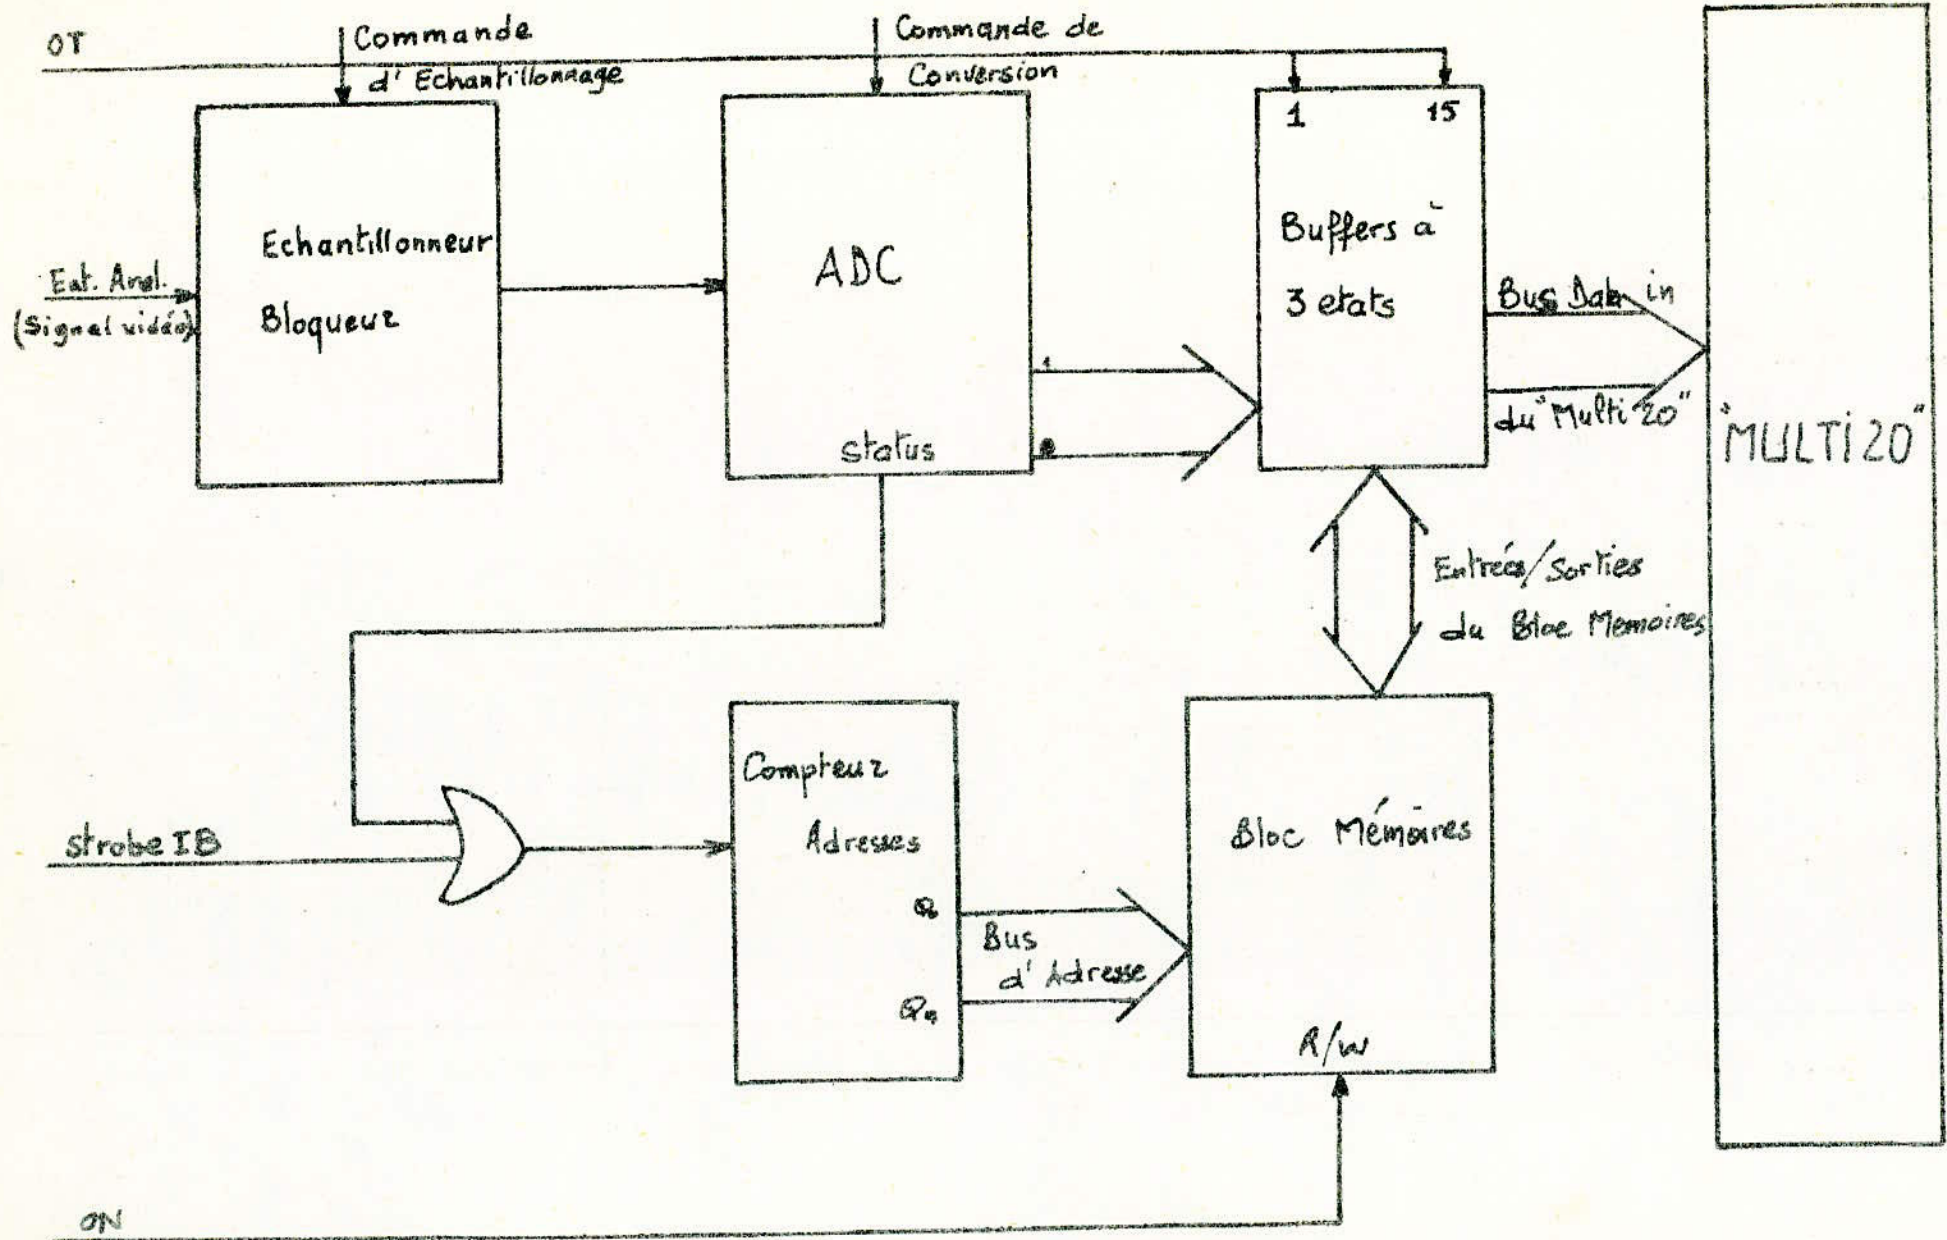 OT
Commande
d'Echantillonnage
Commande de
Conversion
1
15
Echantillonneur
Bloqueur
Ent. Anal.
(Signal vidéo)
ADC
status
1
Buffers à
3 etats
Bus Data in
du "Multi 20"
"MULTI 20"
Entrées/Sorties
du Bloc Memoires
strobe IB
Compteur
Adresses
Q
Bus
d'Adresse
Bloc Mémoires
R/W
ON